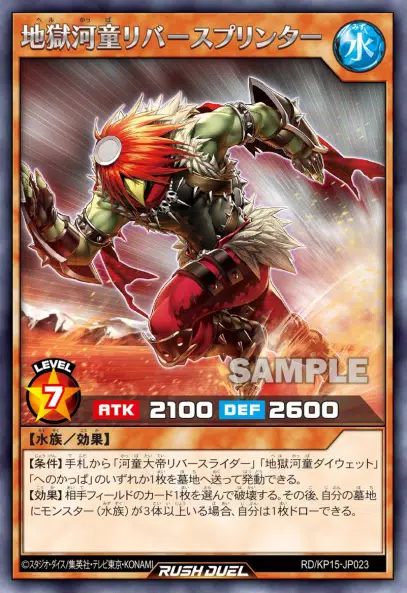 地獄河童リバースプリンター
ヘル かっぱ
みず
水
SAMPLE
LEVEL
7
ATK 2100 DEF 2600
【水族/効果】
【条件】手札から「河童大帝リバースライダー」「地獄河童ダイウェット」
「へのかっぱ」のいずれか1枚を墓地へ送って発動できる。
【効果】相手フィールドのカード1枚を選んで破壊する。その後、自分の墓地
にモンスター(水族)が3体以上いる場合、自分は1枚ドローできる。
©スタジオ・ダイス/集英社・テレビ東京・KONAMI
RUSH DUEL
RD/KP15-JP023